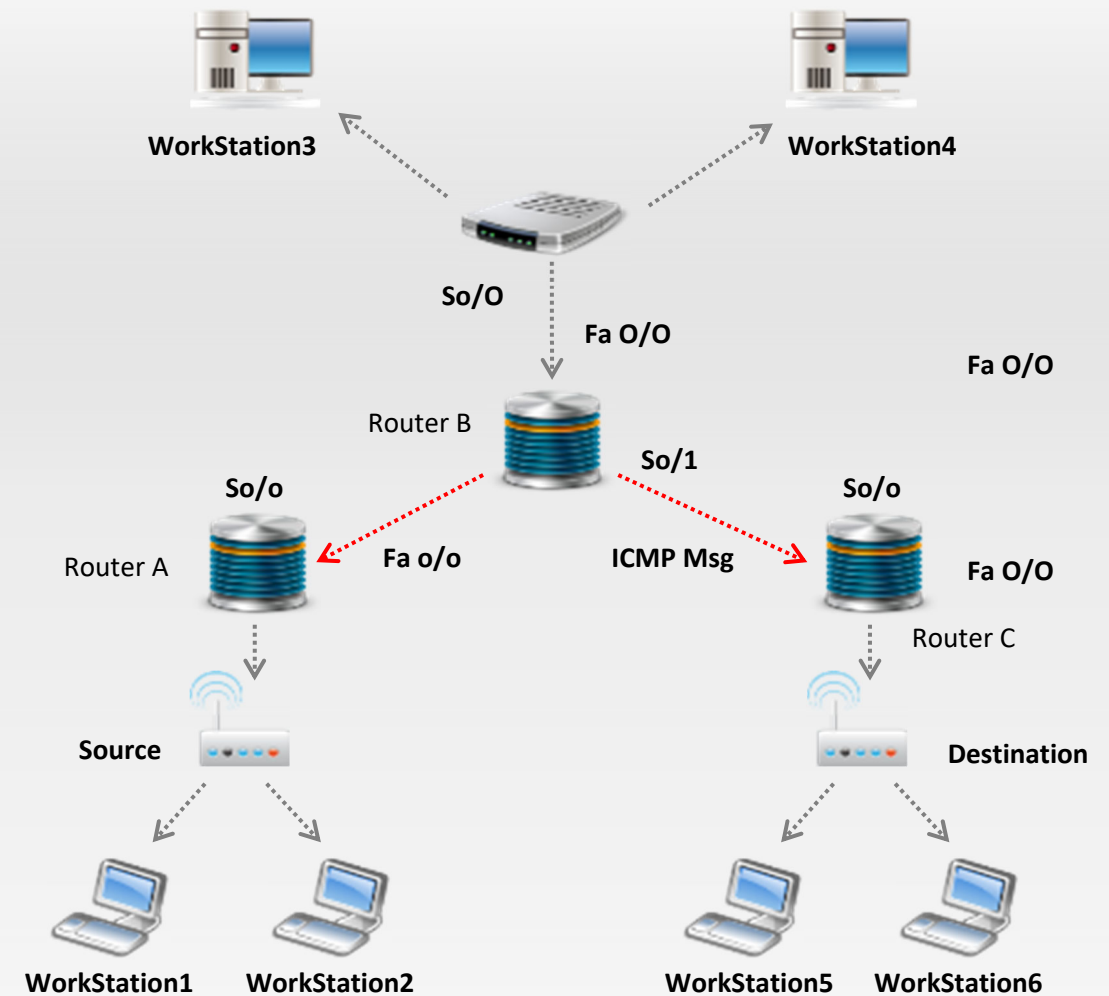 WorkStation3
WorkStation4
So/O
Fa O/O
Fa O/O
Router B
So/1
So/o
So/o
Router A
Fa o/o
ICMP Msg
Fa O/O
Router C
Source
Destination
WorkStation1
WorkStation2
WorkStation5
WorkStation6